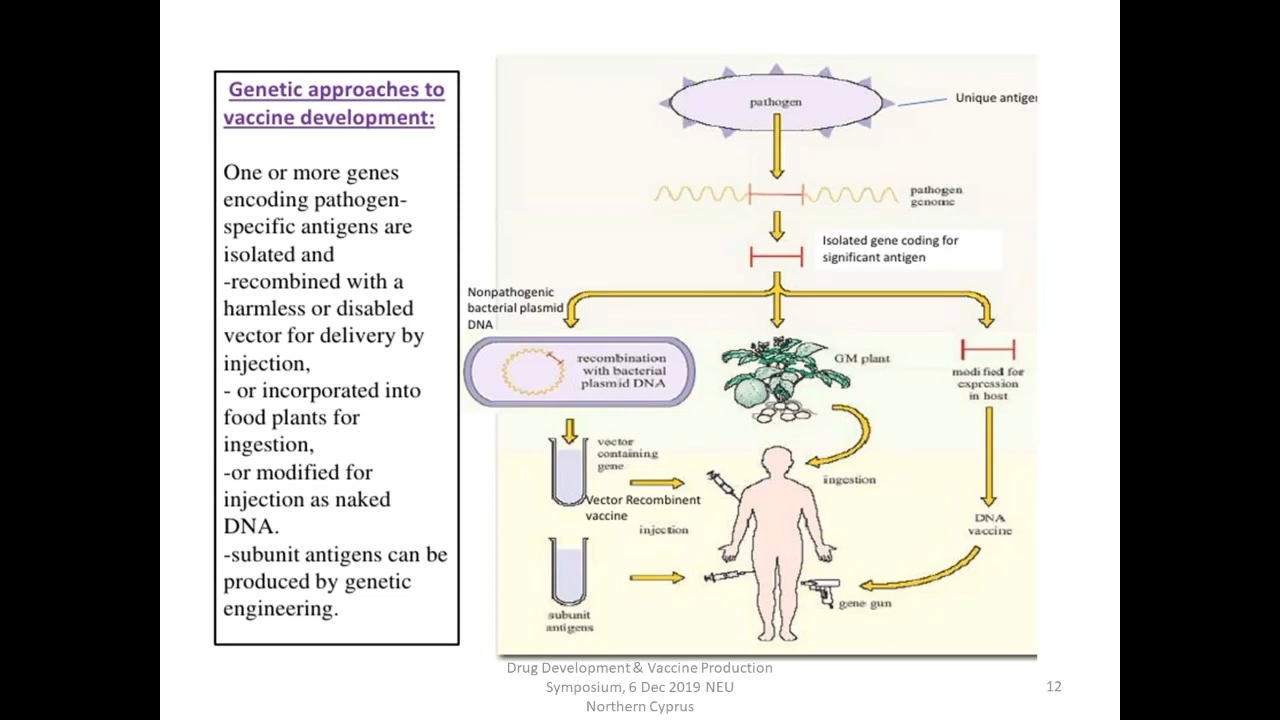 Genetic approaches to
vaccine development:
One or more genes
encoding pathogen-
specific antigens are
isolated and
-recombined with a
harmless or disabled
vector for delivery by
injection,
- or incorporated into
food plants for
ingestion,
-or modified for
injection as naked
DNA.
-subunit antigens can be
produced by genetic
engineering.
pathogen
Unique antige
pathogen
genome
Isolated gene coding for
significant antigen
Nonpathogenic
bacterial plasmid
DNA
recombination
with bacterial
plasmid DNA
GM plant
modified for
expression
in host
vector
containing
gene
Vector Recombinent
vaccine
injection
ingestion
DNA
vaccine
gene gun
subunit
antigens
Drug Development & Vaccine Production
Symposium, 6 Dec 2019 NEU
Northern Cyprus
12